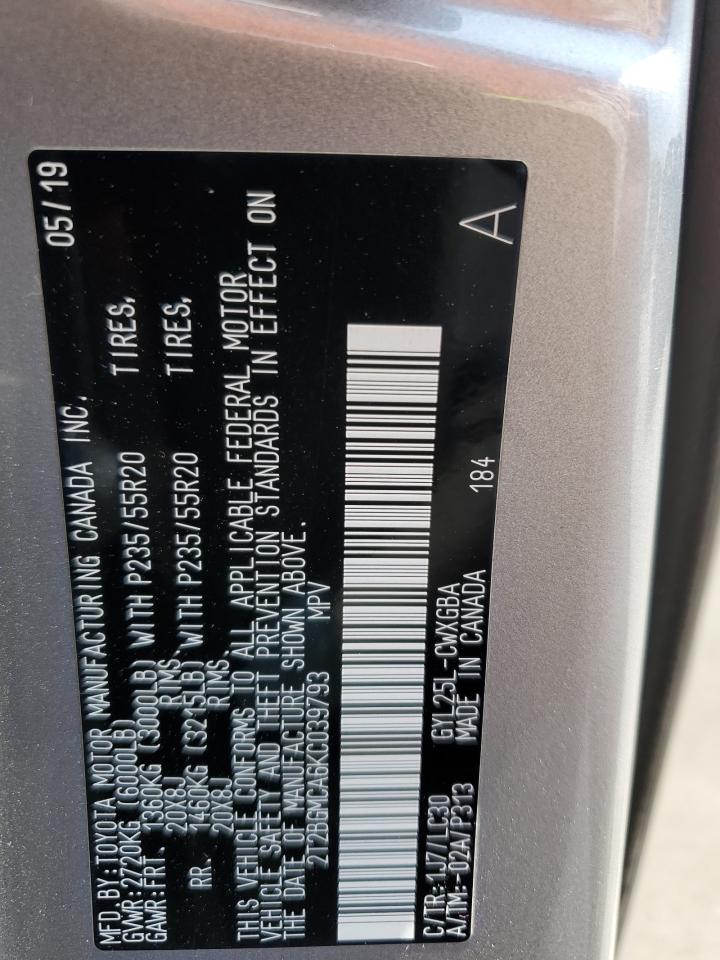 MFD.BY:TOYOTA MOTOR MANUFACTURING CANADA INC. 05/19
GVWR:2720KG (6000LB)
GAWR:FRT. 1360KG (3000LB) WITH P235/55R20 TIRES,
20X8J RIMS,
RR. 1460KG (3215LB) WITH P235/55R20 TIRES,
20X8J RIMS
THIS VEHICLE CONFORMS TO ALL APPLICABLE FEDERAL MOTOR
VEHICLE SAFETY AND THEFT PREVENTION STANDARDS IN EFFECT ON
THE DATE OF MANUFACTURE SHOWN ABOVE.
2T2BGMCA6KC039793 MPV
C/TR:1J7/LC30 GYL25L-CWXGBA
A/TM:-02A/P313 MADE IN CANADA 184
A